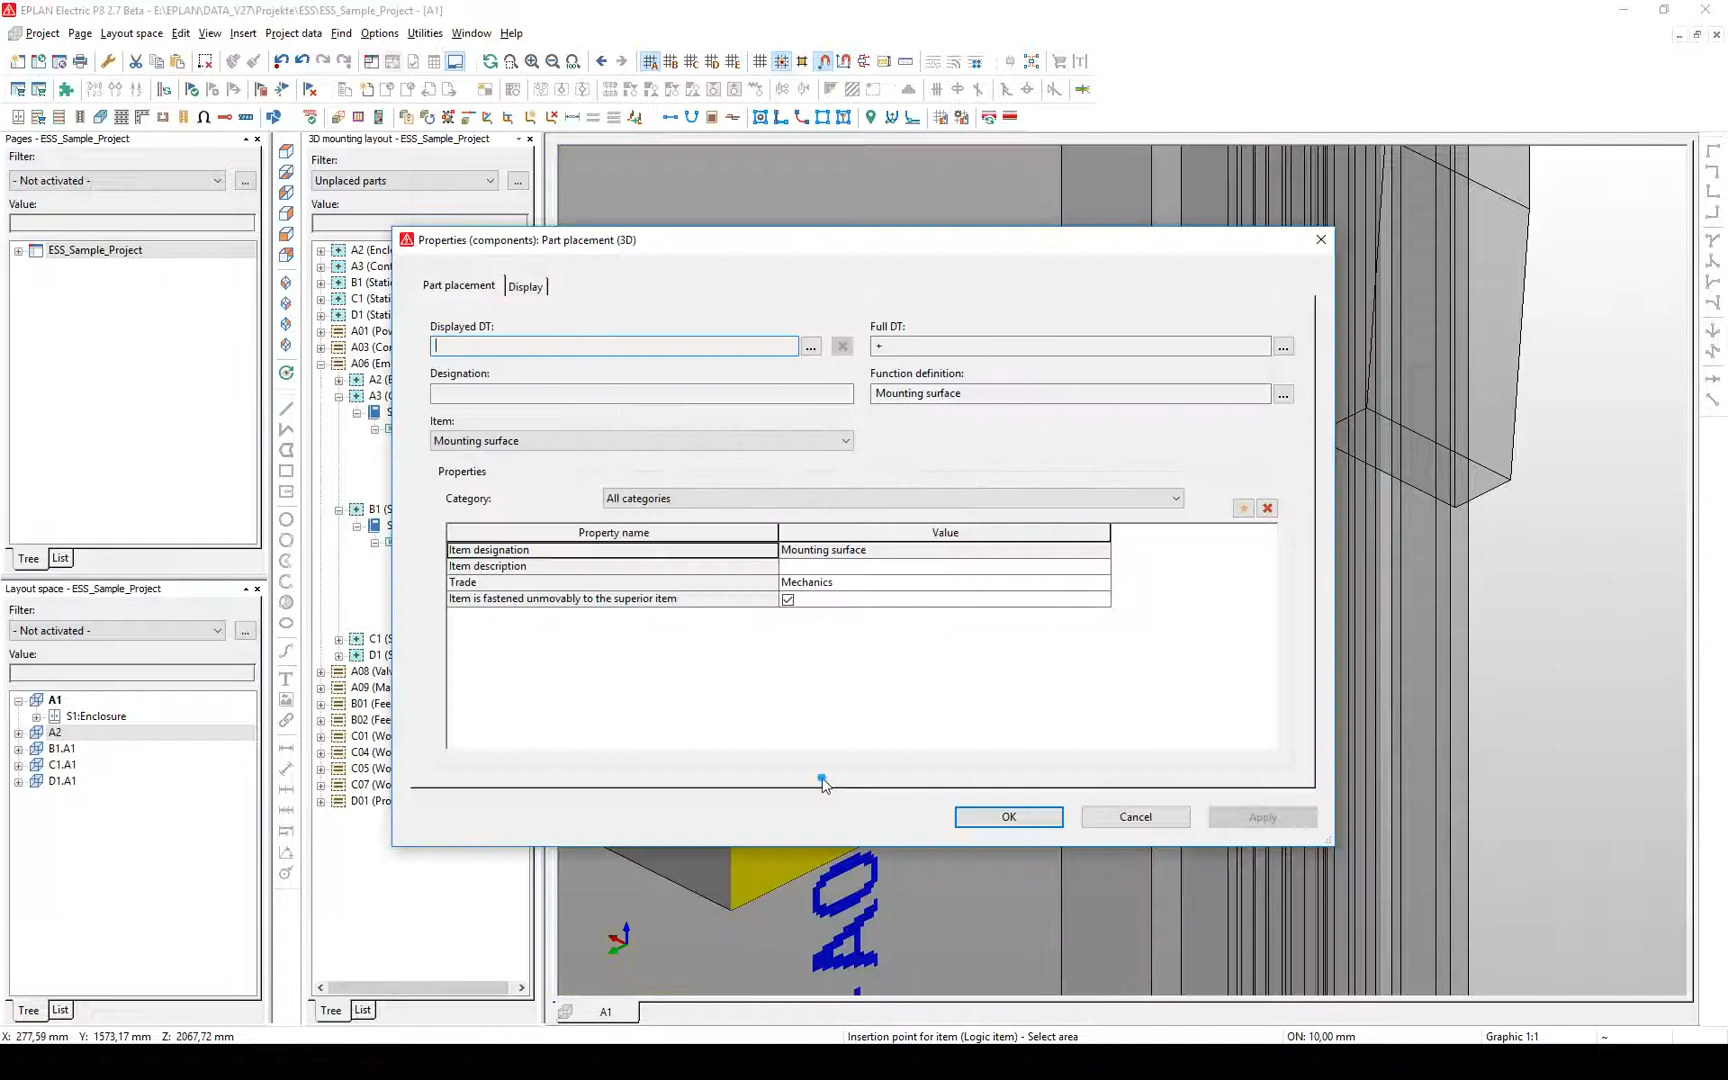 EPLAN Electric P8 2.7 Beta - E:\EPLAN\DATA_V27\Projekte\ESS\ESS_Sample_Project - [A1]
Project Page Layout space Edit View Insert Project data Find Options Utilities Window Help
Pages - ESS_Sample_Project
Filter:
- Not activated -
...
Value:
ESS_Sample_Project
Tree List
Layout space - ESS_Sample_Project
Filter:
- Not activated -
...
Value:
A1
S1:Enclosure
A2
B1.A1
C1.A1
D1.A1
Tree List
3D mounting layout - ESS_Sample_Project
Filter:
Unplaced parts
...
Value:
A2 (Encl
A3 (Cont
B1 (Stati
C1 (Stati
D1 (Stati
A01 (Pow
A03 (Cor
A06 (Em
A2 (E
A3 (C
S
B1 (S
S
C1 (S
D1 (S
A08 (Val
A09 (Ma
B01 (Fee
B02 (Fee
C01 (Wo
C04 (Wo
C05 (Wo
C07 (Wo
D01 (Pro
Tree List
Properties (components): Part placement (3D)
Part placement Display
Displayed DT:
...
Full DT:
+
...
Designation:
Function definition:
Mounting surface
...
Item:
Mounting surface
Properties
Category:
All categories
Property name Value
Item designation Mounting surface
Item description
Trade Mechanics
Item is fastened unmovably to the superior item
OK Cancel Apply
A1
X: 277,59 mm Y: 1573,17 mm Z: 2067,72 mm
Insertion point for item (Logic item) - Select area
ON: 10,00 mm
Graphic 1:1
~